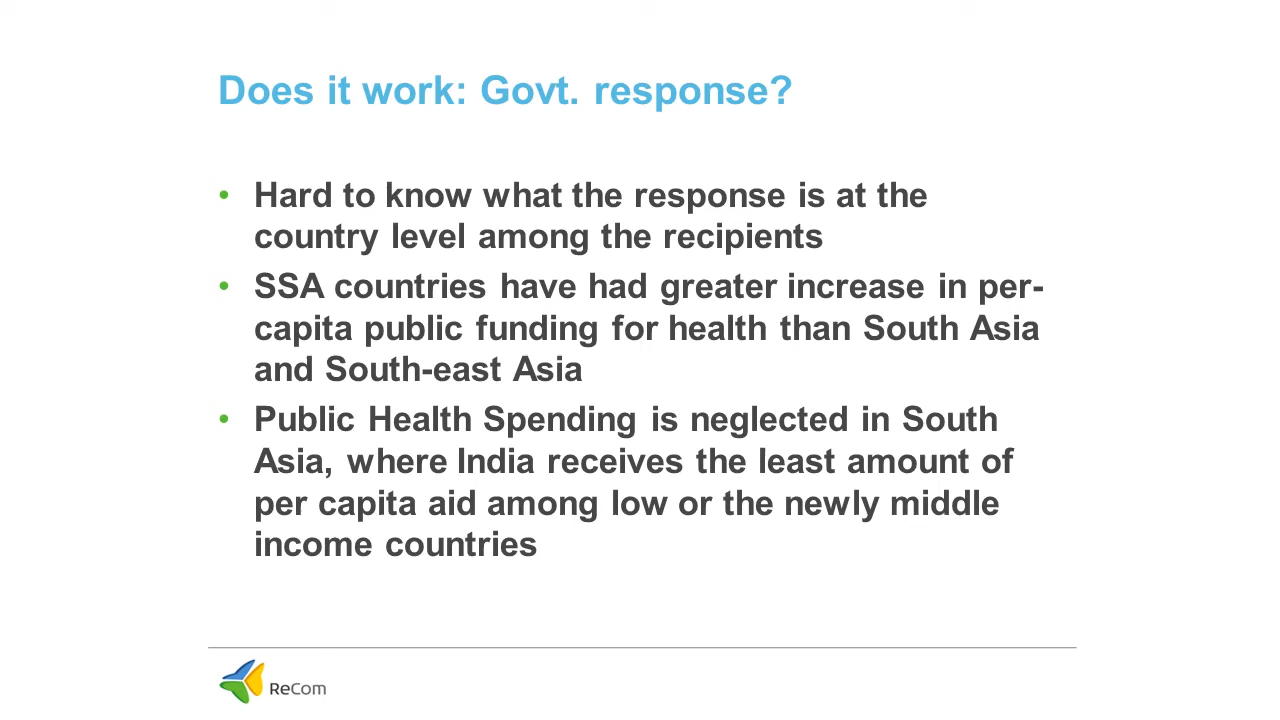 Does it work: Govt. response?
• Hard to know what the response is at the
country level among the recipients
• SSA countries have had greater increase in per-
capita public funding for health than South Asia
and South-east Asia
• Public Health Spending is neglected in South
Asia, where India receives the least amount of
per capita aid among low or the newly middle
income countries
ReCom